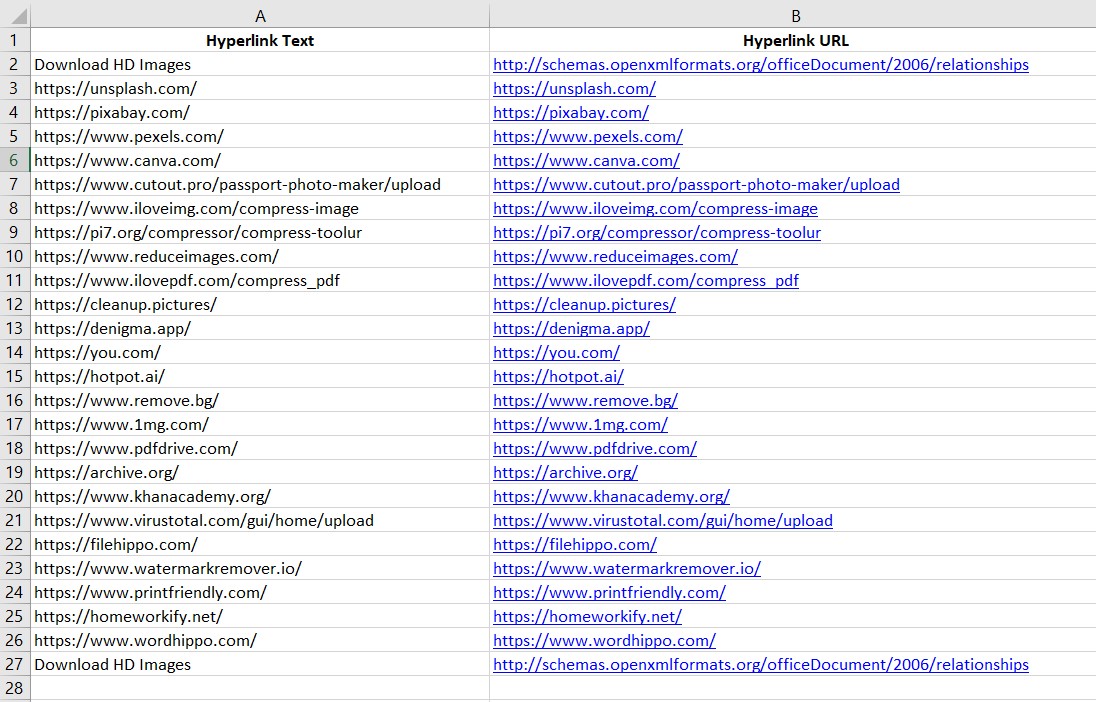 A B
1 Hyperlink Text Hyperlink URL
2 Download HD Images http://schemas.openxmlformats.org/officeDocument/2006/relationships
3 https://unsplash.com/ https://unsplash.com/
4 https://pixabay.com/ https://pixabay.com/
5 https://www.pexels.com/ https://www.pexels.com/
6 https://www.canva.com/ https://www.canva.com/
7 https://www.cutout.pro/passport-photo-maker/upload https://www.cutout.pro/passport-photo-maker/upload
8 https://www.iloveimg.com/compress-image https://www.iloveimg.com/compress-image
9 https://pi7.org/compressor/compress-toolur https://pi7.org/compressor/compress-toolur
10 https://www.reduceimages.com/ https://www.reduceimages.com/
11 https://www.ilovepdf.com/compress_pdf https://www.ilovepdf.com/compress_pdf
12 https://cleanup.pictures/ https://cleanup.pictures/
13 https://denigma.app/ https://denigma.app/
14 https://you.com/ https://you.com/
15 https://hotpot.ai/ https://hotpot.ai/
16 https://www.remove.bg/ https://www.remove.bg/
17 https://www.1mg.com/ https://www.1mg.com/
18 https://www.pdfdrive.com/ https://www.pdfdrive.com/
19 https://archive.org/ https://archive.org/
20 https://www.khanacademy.org/ https://www.khanacademy.org/
21 https://www.virustotal.com/gui/home/upload https://www.virustotal.com/gui/home/upload
22 https://filehippo.com/ https://filehippo.com/
23 https://www.watermarkremover.io/ https://www.watermarkremover.io/
24 https://www.printfriendly.com/ https://www.printfriendly.com/
25 https://homeworkify.net/ https://homeworkify.net/
26 https://www.wordhippo.com/ https://www.wordhippo.com/
27 Download HD Images http://schemas.openxmlformats.org/officeDocument/2006/relationships
28